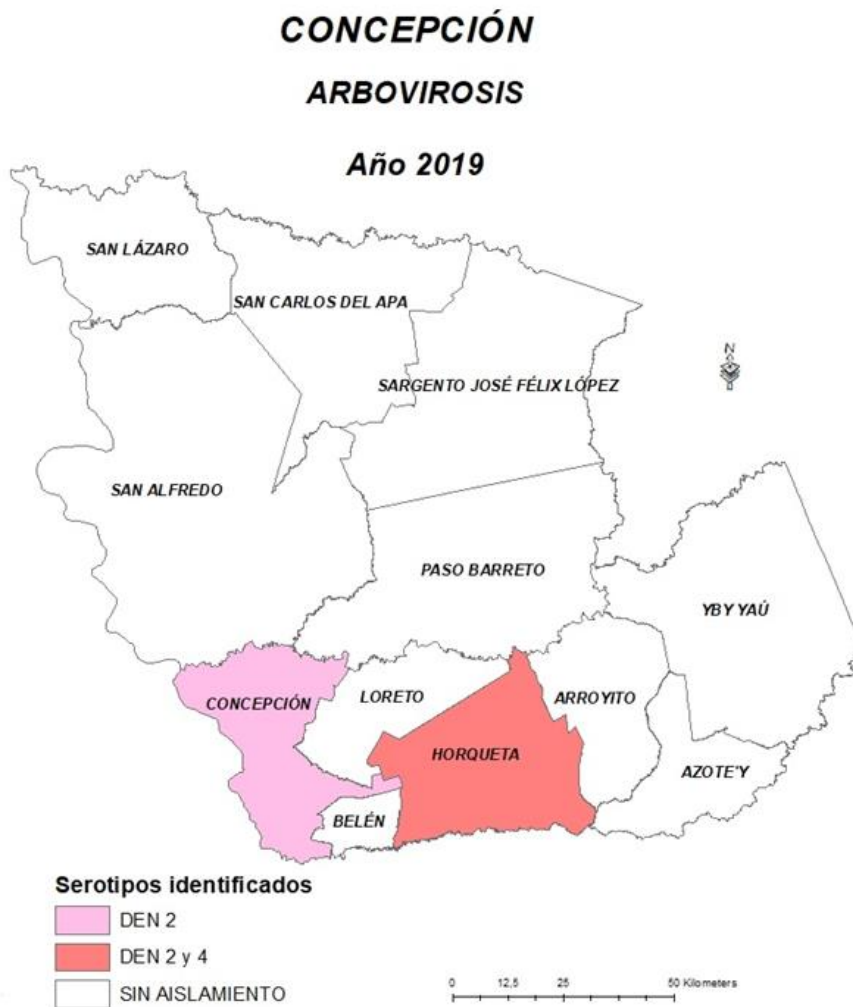 CONCEPCIÓN
ARBOVIROSIS
Año 2019
SAN LÁZARO
SAN CARLOS DEL APA
N
SARGENTO JOSÉ FÉLIX LÓPEZ
SAN ALFREDO
PASO BARRETO
YBY YAÚ
CONCEPCIÓN
LORETO
ARROYITO
HORQUETA
AZOTE'Y
BELÉN
Serotipos identificados
DEN 2
DEN 2 y 4
SIN AISLAMIENTO
0 12,5 25 50 Kilometers